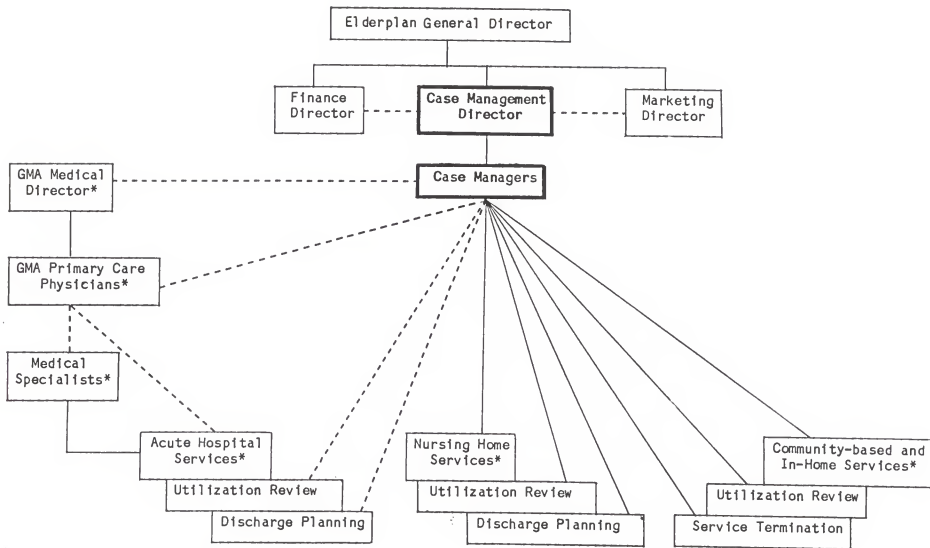 Elderplan General Director
Finance
Director
Case Management
Director
Marketing
Director
GMA Medical
Director*
Case Managers
GMA Primary Care
Physicians*
Medical
Specialists*
Acute Hospital
Services*
Utilization Review
Discharge Planning
Nursing Home
Services*
Utilization Review
Discharge Planning
Community-based and
In-Home Services*
Utilization Review
Service Termination